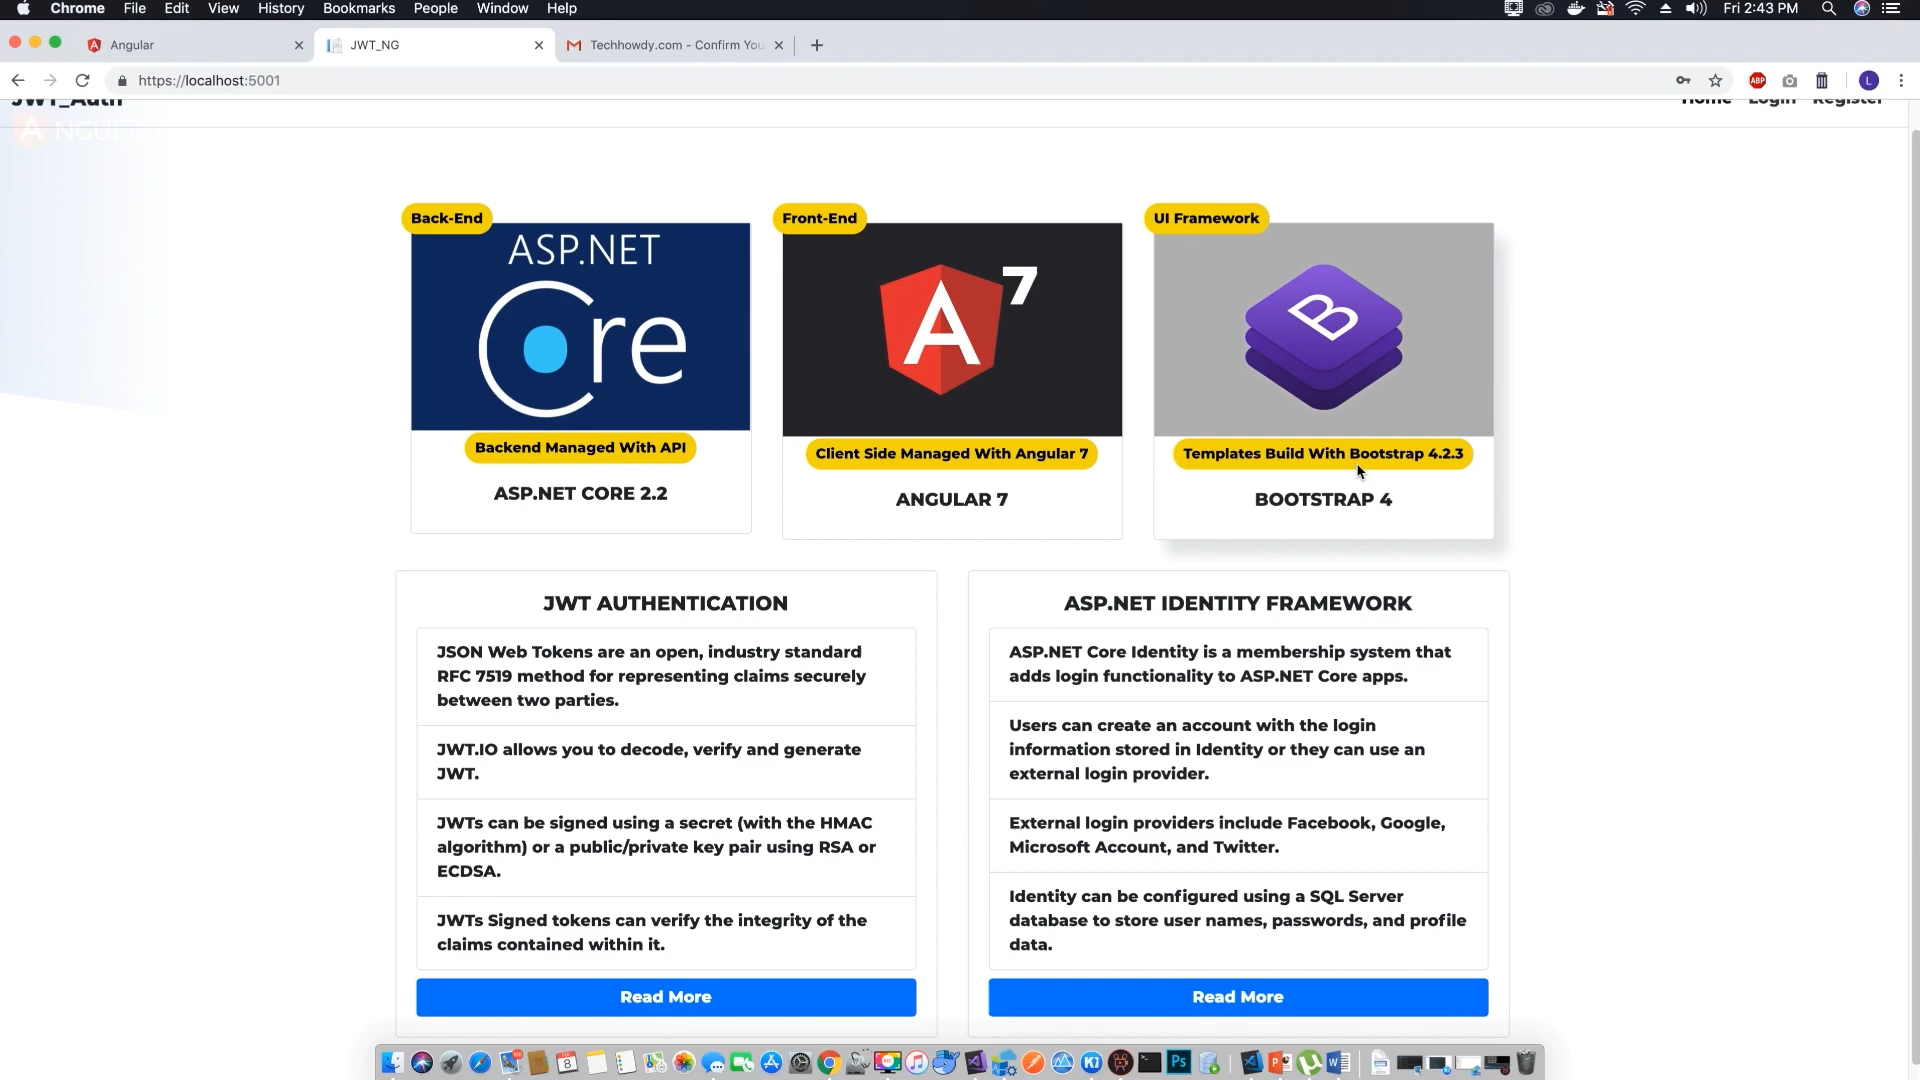 Chrome File Edit View History Bookmarks People Window Help
Fri 2:43 PM
Angular
JWT_NG
Techhowdy.com - Confirm You
https://localhost:5001
ABP
L
JWT_Auth
Home Login Register
Back-End
Front-End
UI Framework
ASP.NET
Core
A 7
B
Backend Managed With API
Client Side Managed With Angular 7
Templates Build With Bootstrap 4.2.3
ASP.NET CORE 2.2
ANGULAR 7
BOOTSTRAP 4
JWT AUTHENTICATION
JSON Web Tokens are an open, industry standard
RFC 7519 method for representing claims securely
between two parties.
JWT.IO allows you to decode, verify and generate
JWT.
JWTs can be signed using a secret (with the HMAC
algorithm) or a public/private key pair using RSA or
ECDSA.
JWTs Signed tokens can verify the integrity of the
claims contained within it.
Read More
ASP.NET IDENTITY FRAMEWORK
ASP.NET Core Identity is a membership system that
adds login functionality to ASP.NET Core apps.
Users can create an account with the login
information stored in Identity or they can use an
external login provider.
External login providers include Facebook, Google,
Microsoft Account, and Twitter.
Identity can be configured using a SQL Server
database to store user names, passwords, and profile
data.
Read More
8
Ps